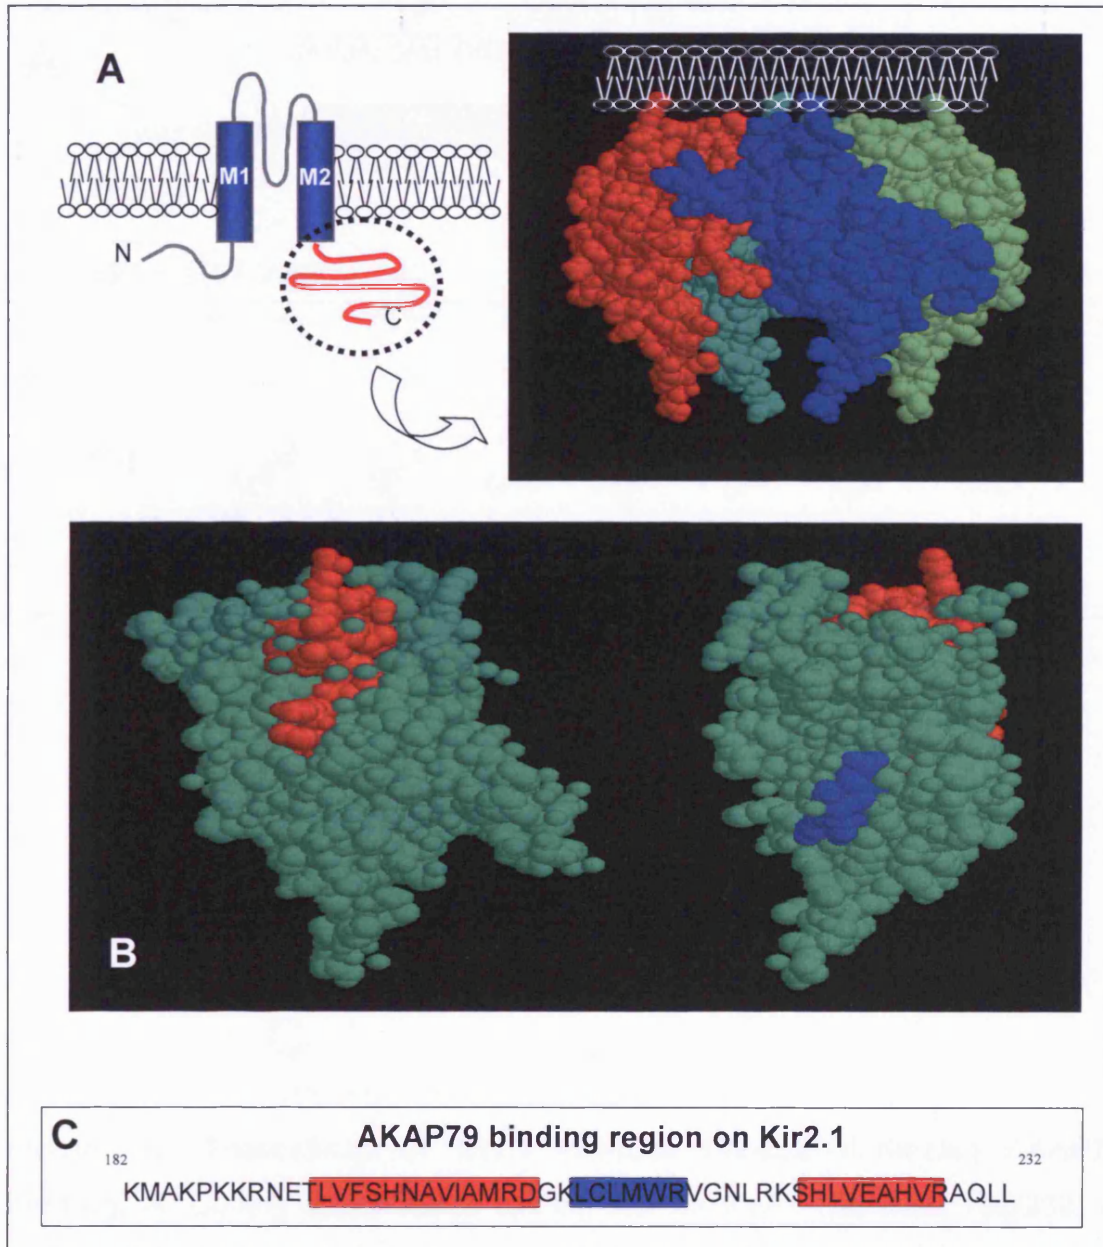 A
M1
M2
N
C
B
C
AKAP79 binding region on Kir2.1
182
232
KMAKPKKRNETLVFSHNAVIAMRDGKLCLMWRVGNLRKSHLVEAHVRAQLL